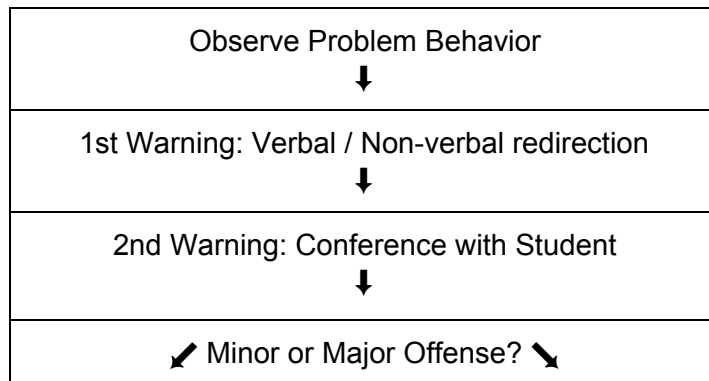 Observe Problem Behavior
⬇
1st Warning: Verbal / Non-verbal redirection
⬇
2nd Warning: Conference with Student
⬇
⬋ Minor or Major Offense? ⬊